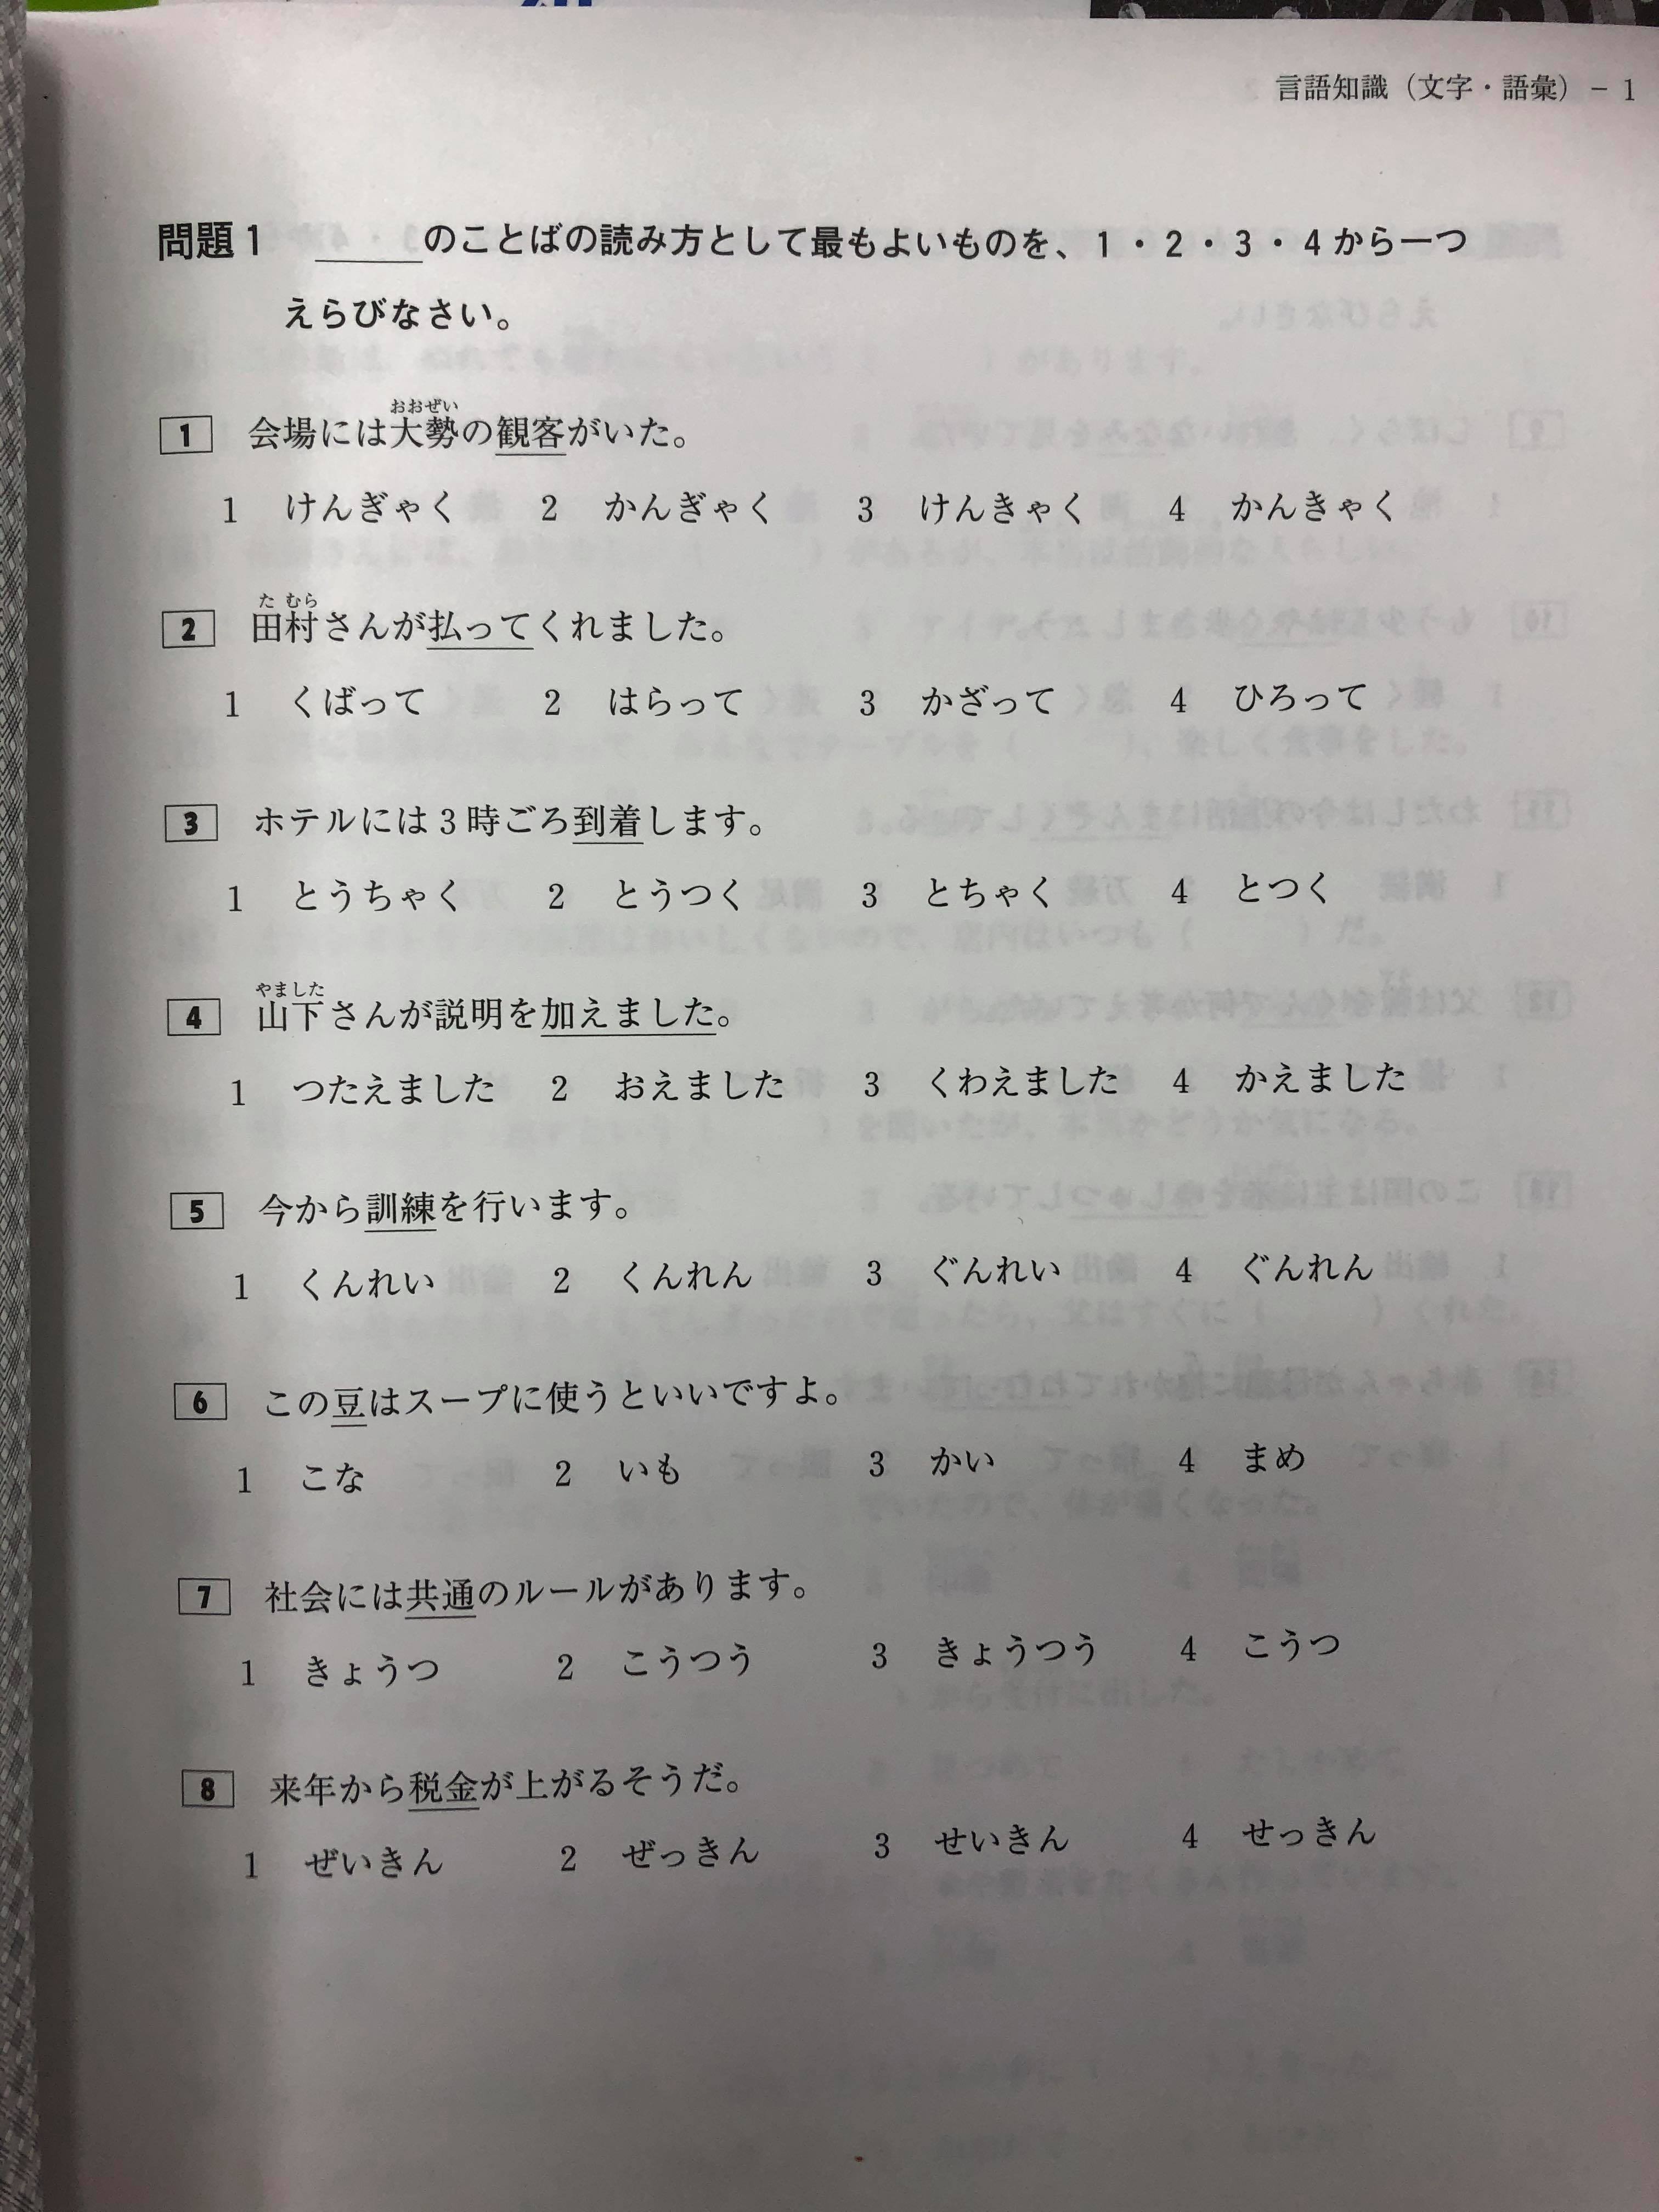 言語知識（文字・語彙）－ 1
問題1　＿＿＿のことばの読み方として最もよいものを、1・2・3・4から一つ
えらびなさい。
1　会場には大勢の観客がいた。
おおぜい
1　けんぎゃく　2　かんぎゃく　3　けんきゃく　4　かんきゃく
2　田村さんが払ってくれました。
た むら
1　くばって　2　はらって　3　かざって　4　ひろって
3　ホテルには3時ごろ到着します。
1　とうちゃく　2　とうつく　3　とちゃく　4　とつく
4　山下さんが説明を加えました。
やました
1　つたえました　2　おえました　3　くわえました　4　かえました
5　今から訓練を行います。
1　くんれい　2　くんれん　3　ぐんれい　4　ぐんれん
6　この豆はスープに使うといいですよ。
1　こな　2　いも　3　かい　4　まめ
7　社会には共通のルールがあります。
1　きょうつ　2　こうつう　3　きょうつう　4　こうつ
8　来年から税金が上がるそうだ。
1　ぜいきん　2　ぜっきん　3　せいきん　4　せっきん